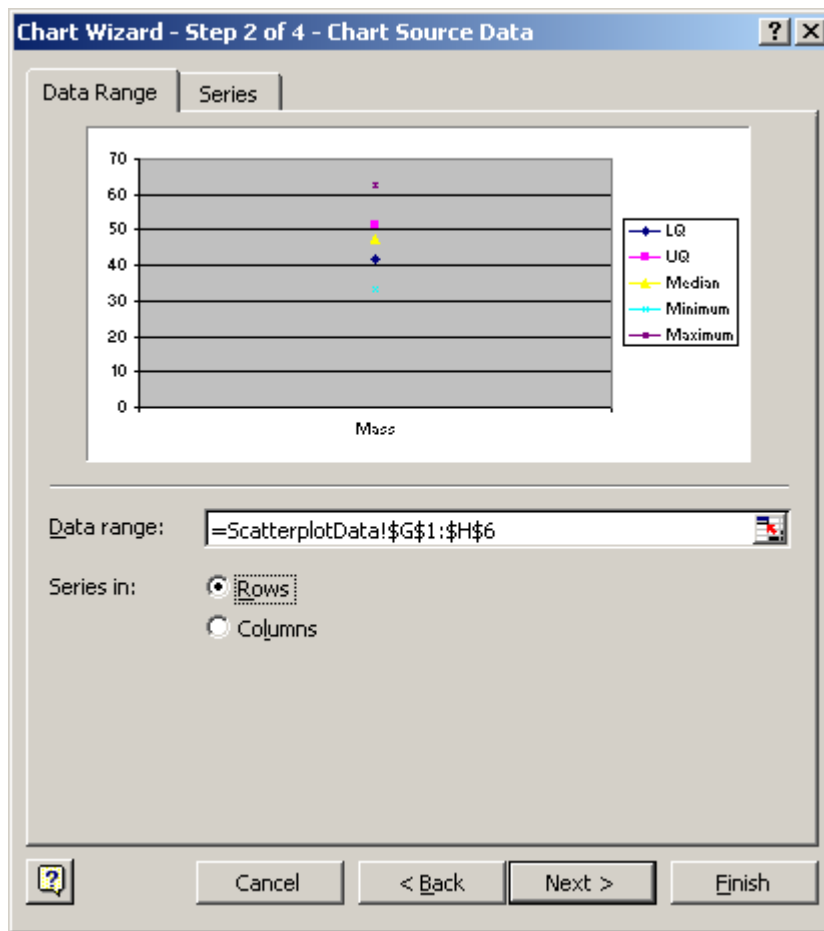 Chart Wizard - Step 2 of 4 - Chart Source Data
Data Range
Series
70
60
50
40
30
20
10
0
Mass
LQ
UQ
Median
Minimum
Maximum
Data range:
=ScatterplotData!$G$1:$H$6
Series in:
Rows
Columns
Cancel
< Back
Next >
Finish